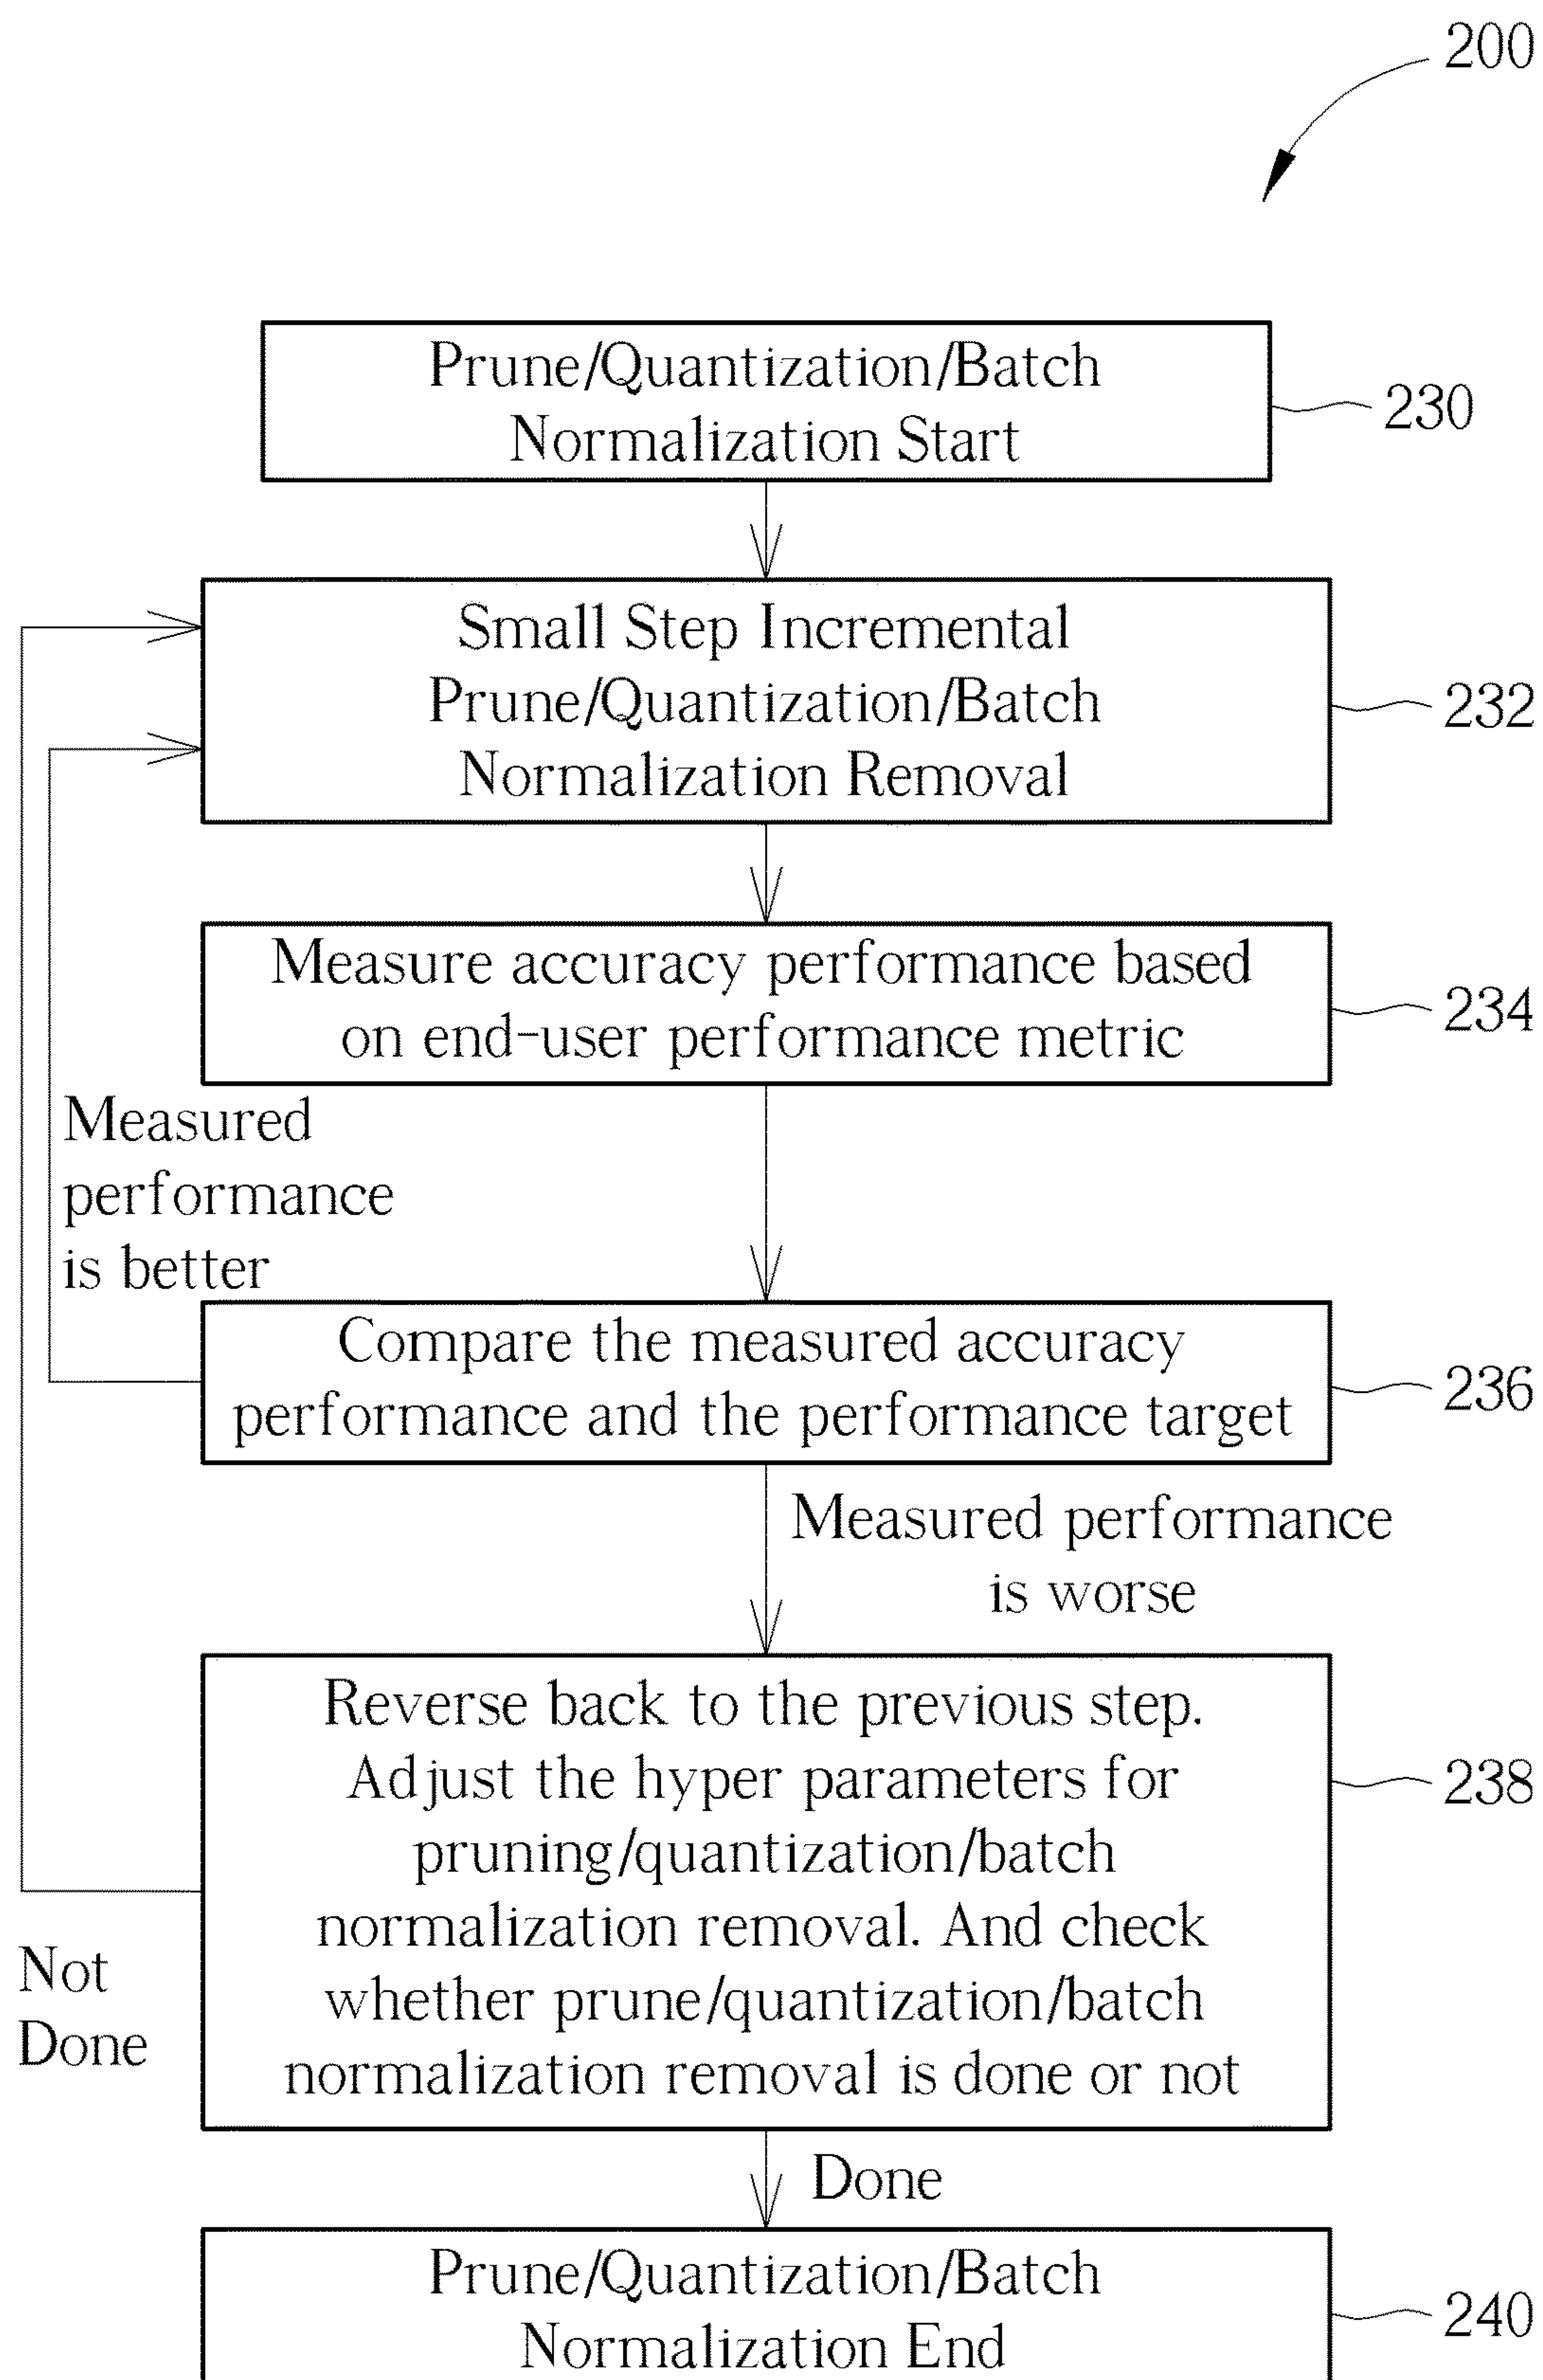 200
Prune/Quantization/Batch
Normalization Start
230
Small Step Incremental
Prune/Quantization/Batch
Normalization Removal
232
Measure accuracy performance based
on end-user performance metric
234
Measured
performance
is better
Compare the measured accuracy
performance and the performance target
236
Measured performance
is worse
Reverse back to the previous step.
Adjust the hyper parameters for
pruning/quantization/batch
normalization removal. And check
whether prune/quantization/batch
normalization removal is done or not
238
Not
Done
Done
Prune/Quantization/Batch
Normalization End
240